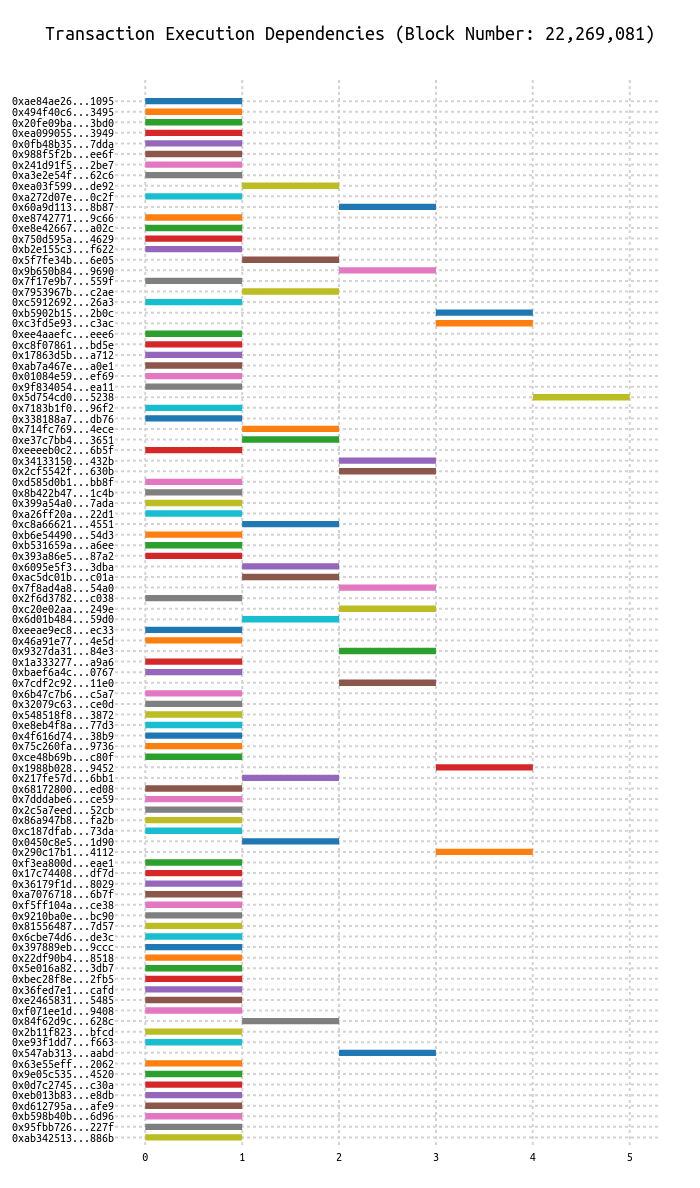 Transaction Execution Dependencies (Block Number: 22,269,081)
0xae84ae26...1095
0x494f40c6...3495
0x20fe09ba...3bd0
0xea099055...3949
0x0fb48b35...7dda
0x988f5f2b...ee6f
0x241d91f5...2be7
0xa3e2e54f...62c6
0xea03f599...de92
0xa272d07e...0c2f
0x60a9d113...8b87
0xe8742771...9c66
0xe8e42667...a02c
0x750d595a...4629
0xb2e155c3...f622
0x5f7fe34b...6e05
0x9b650b84...9690
0x7f17e9b7...559f
0x7953967b...c2ae
0xc5912692...26a3
0xb5902b15...2b0c
0xc3fd5e93...c3ac
0xee4aaefc...eee6
0xc8f07861...bd5e
0x17863d5b...a712
0xab7a467e...a0e1
0x01084e59...ef69
0x9f834054...ea11
0x5d754cd0...5238
0x7183b1f0...96f2
0x338188a7...db76
0x714fc769...4ece
0xe37c7bb4...3651
0xeeeeb0c2...6b5f
0x34133150...432b
0x2cf5542f...630b
0xd585d0b1...bb8f
0x8b422b47...1c4b
0x399a54a0...7ada
0xa26ff20a...22d1
0xc8a66621...4551
0xb6e54490...54d3
0xb531659a...a6ee
0x393a86e5...87a2
0x6095e5f3...3dba
0xac5dc01b...c01a
0x7f8ad4a8...54a0
0x2f6d3782...c038
0xc20e02aa...249e
0x6d01b484...59d0
0xeeae9ec8...ec33
0x46a91e77...4e5d
0x9327da31...84e3
0x1a333277...a9a6
0xbaef6a4c...0767
0x7cdf2c92...11e0
0x6b47c7b6...c5a7
0x32079c63...ce0d
0x548518f8...3872
0xe8eb4f8a...77d3
0x4f616d74...38b9
0x75c260fa...9736
0xce48b69b...c80f
0x1988b028...9452
0x217fe57d...6bb1
0x68172800...ed08
0x7dddabe6...ce59
0x2c5a7eed...52cb
0x86a947b8...fa2b
0xc187dfab...73da
0x0450c8e5...1d90
0x290c17b1...4112
0xf3ea800d...eae1
0x17c74408...df7d
0x36179f1d...8029
0xa7076718...6b7f
0xf5ff104a...ce38
0x9210ba0e...bc90
0x81556487...7d57
0x6cbe74d6...de3c
0x397889eb...9ccc
0x22df90b4...8518
0x5e016a82...3db7
0xbec28f8e...2fb5
0x36fed7e1...cafd
0xe2465831...5485
0xf071ee1d...9408
0x84f62d9c...628c
0x2b11f823...bfcd
0xe93f1dd7...f663
0x547ab313...aabd
0x63e55eff...2062
0x9e05c535...4520
0x0d7c2745...c30a
0xeb013b83...e8db
0xd612795a...afe9
0xb598b40b...6d96
0x95fbb726...227f
0xab342513...886b
0 1 2 3 4 5